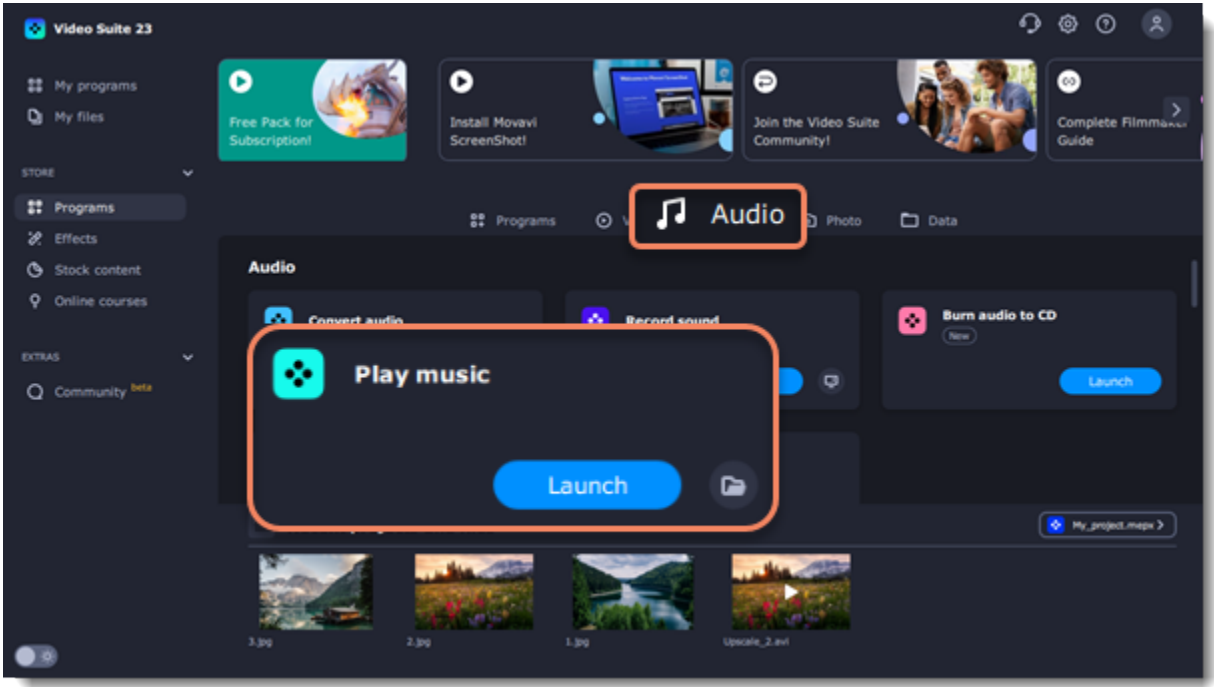 Video Suite 23
My programs
My files
STORE
Programs
Effects
Stock content
Online courses
EXTRAS
Community beta
Free Pack for
Subscription!
Install Movavi
ScreenShot!
Join the Video Suite
Community!
Complete Filmmaker
Guide
Programs
Audio
Photo
Data
Audio
Convert audio
Record sound
Burn audio to CD
New
Launch
Play music
Launch
My_project.mepx
3.jpg
2.jpg
1.jpg
Upscale_2.avi